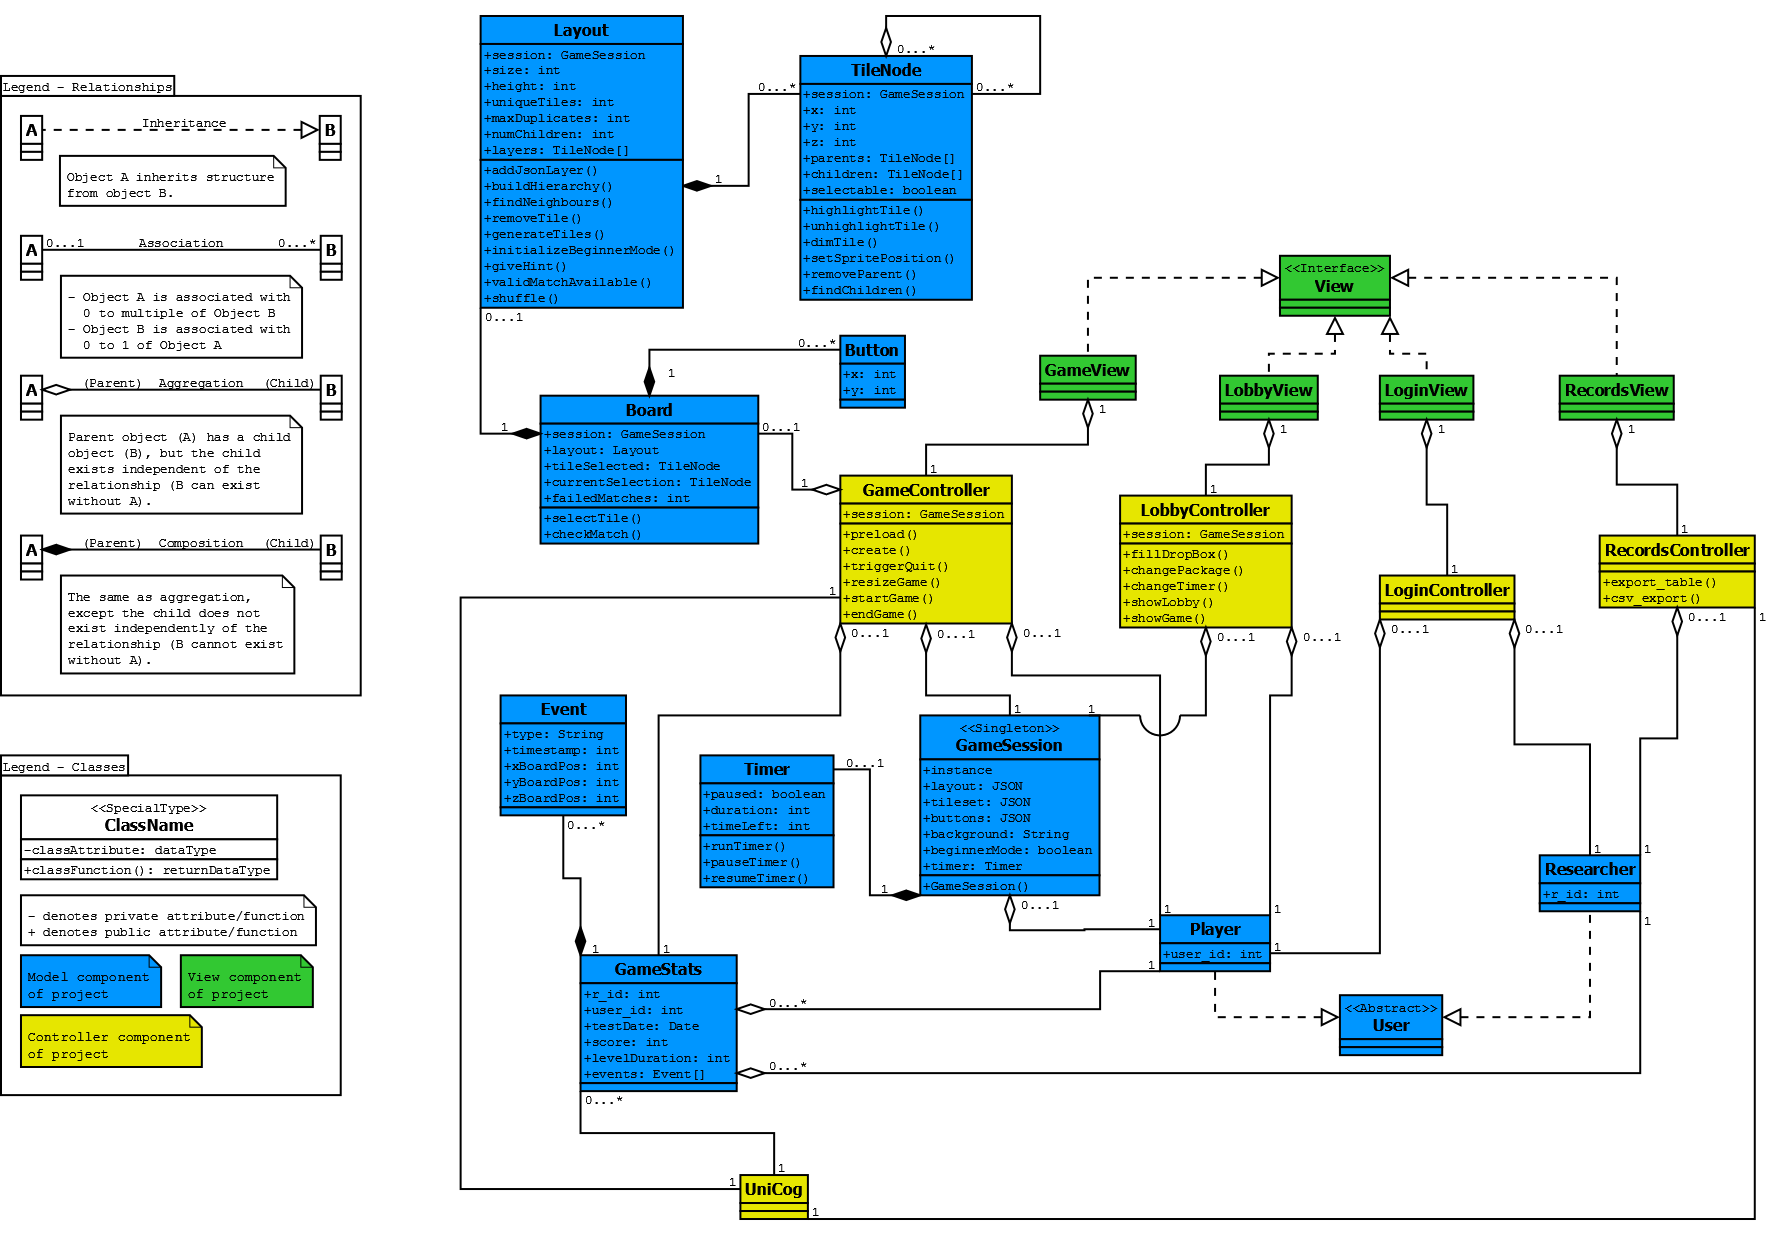 Legend - Relationships
A
Inheritance
B
Object A inherits structure
from object B.
A
0...1
Association
0...*
B
- Object A is associated with
0 to multiple of Object B
- Object B is associated with
0 to 1 of Object A
A
(Parent)
Aggregation
(Child)
B
Parent object (A) has a child
object (B), but the child
exists independent of the
relationship (B can exist
without A).
A
(Parent)
Composition
(Child)
B
The same as aggregation,
except the child does not
exist independently of the
relationship (B cannot exist
without A).
Legend - Classes
<<SpecialType>>
ClassName
-classAttribute: dataType
+classFunction(): returnDataType
- denotes private attribute/function
+ denotes public attribute/function
Model component
of project
View component
of project
Controller component
of project
Layout
+session: GameSession
+size: int
+height: int
+uniqueTiles: int
+maxDuplicates: int
+numChildren: int
+layers: TileNode[]
+addJsonLayer()
+buildHierarchy()
+findNeighbours()
+removeTile()
+generateTiles()
+initializeBeginnerMode()
+giveHint()
+validMatchAvailable()
+shuffle()
1
0...*
0...1
0...*
0...*
TileNode
+session: GameSession
+x: int
+y: int
+z: int
+parents: TileNode[]
+children: TileNode[]
+selectable: boolean
+highlightTile()
+unhighlightTile()
+dimTile()
+setSpritePosition()
+removeParent()
+findChildren()
<<Interface>>
View
0...*
Button
+x: int
+y: int
1
1
Board
+session: GameSession
+layout: Layout
+tileSelected: TileNode
+currentSelection: TileNode
+failedMatches: int
+selectTile()
+checkMatch()
0...1
1
GameView
1
LobbyView
1
LoginView
1
RecordsView
1
1
GameController
+session: GameSession
+preload()
+create()
+triggerQuit()
+resizeGame()
+startGame()
+endGame()
1
0...1
0...1
0...1
1
LobbyController
+session: GameSession
+fillDropBox()
+changePackage()
+changeTimer()
+showLobby()
+showGame()
0...1
0...1
1
LoginController
0...1
0...1
1
RecordsController
+export_table()
+csv_export()
0...1
1
Event
+type: String
+timestamp: int
+xBoardPos: int
+yBoardPos: int
+zBoardPos: int
0...*
Timer
+paused: boolean
+duration: int
+timeLeft: int
+runTimer()
+pauseTimer()
+resumeTimer()
0...1
1
1
1
<<Singleton>>
GameSession
+instance
+layout: JSON
+tileset: JSON
+buttons: JSON
+background: String
+beginnerMode: boolean
+timer: Timer
+GameSession()
0...1
1
1
1
1
1
Player
+user_id: int
1
1
Researcher
+r_id: int
1
<<Abstract>>
User
1
1
GameStats
+r_id: int
+user_id: int
+testDate: Date
+score: int
+levelDuration: int
+events: Event[]
0...*
0...*
0...*
1
1
UniCog
1